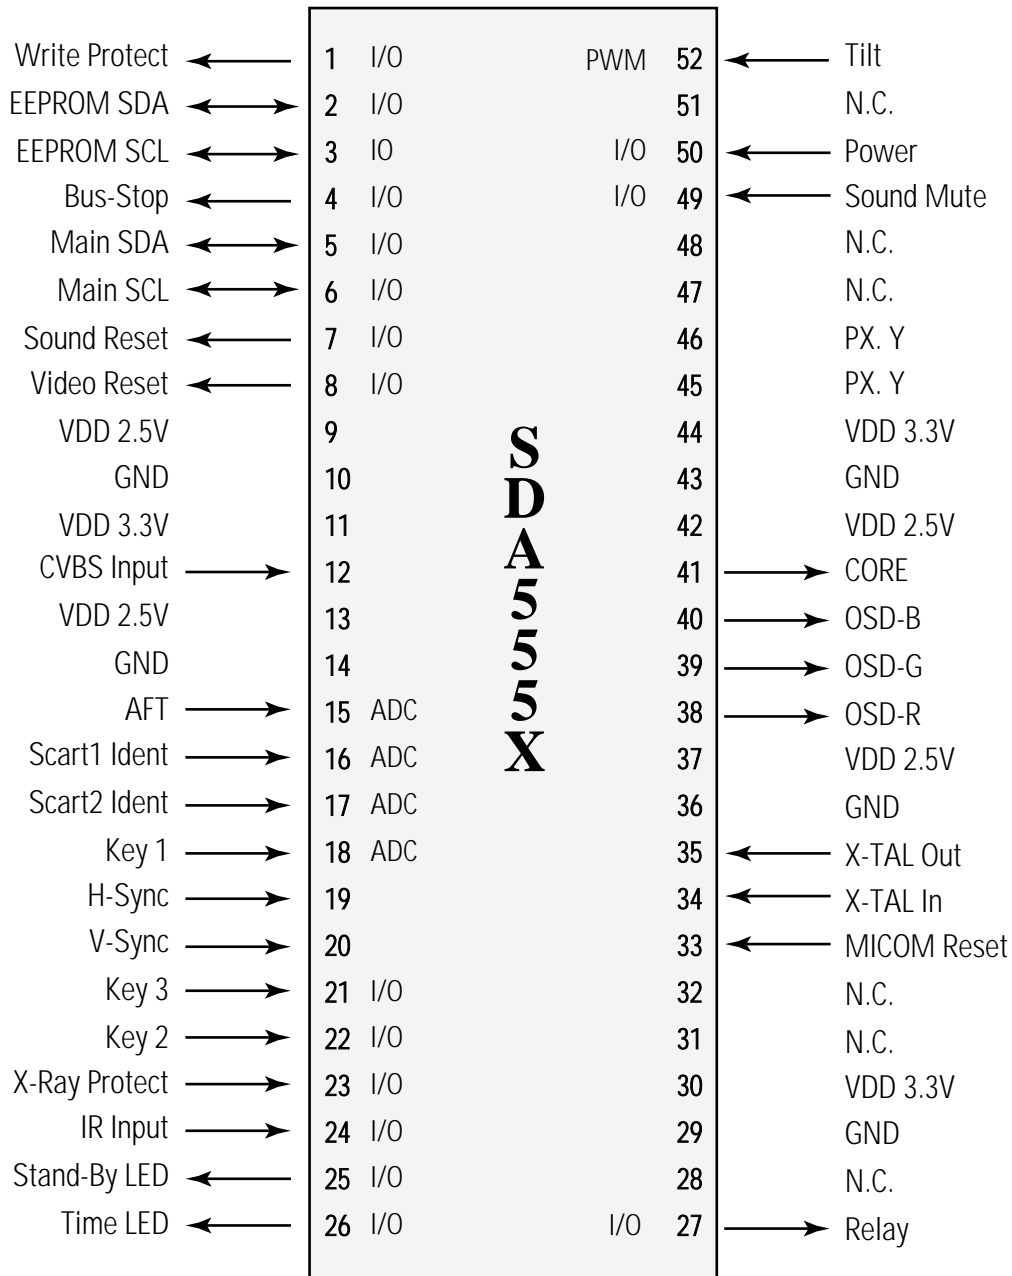 Write Protect 1 I/O PWM 52 Tilt
EEPROM SDA 2 I/O 51 N.C.
EEPROM SCL 3 IO I/O 50 Power
Bus-Stop 4 I/O I/O 49 Sound Mute
Main SDA 5 I/O 48 N.C.
Main SCL 6 I/O 47 N.C.
Sound Reset 7 I/O 46 PX. Y
Video Reset 8 I/O 45 PX. Y
VDD 2.5V 9 44 VDD 3.3V
GND 10 43 GND
VDD 3.3V 11 42 VDD 2.5V
CVBS Input 12 41 CORE
VDD 2.5V 13 40 OSD-B
GND 14 39 OSD-G
AFT 15 ADC 38 OSD-R
Scart1 Ident 16 ADC 37 VDD 2.5V
Scart2 Ident 17 ADC 36 GND
Key 1 18 ADC 35 X-TAL Out
H-Sync 19 34 X-TAL In
V-Sync 20 33 MICOM Reset
Key 3 21 I/O 32 N.C.
Key 2 22 I/O 31 N.C.
X-Ray Protect 23 I/O 30 VDD 3.3V
IR Input 24 I/O 29 GND
Stand-By LED 25 I/O 28 N.C.
Time LED 26 I/O I/O 27 Relay
SDA555X